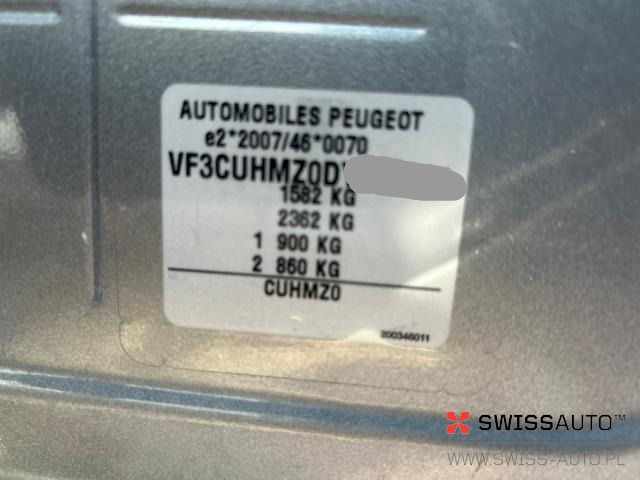 AUTOMOBILES PEUGEOT
e2*2007/46*0070
VF3CUHMZ0D
1582 KG
2362 KG
1 900 KG
2 860 KG
CUHMZ0
200346011
SWISSAUTO™
WWW.SWISS-AUTO.PL